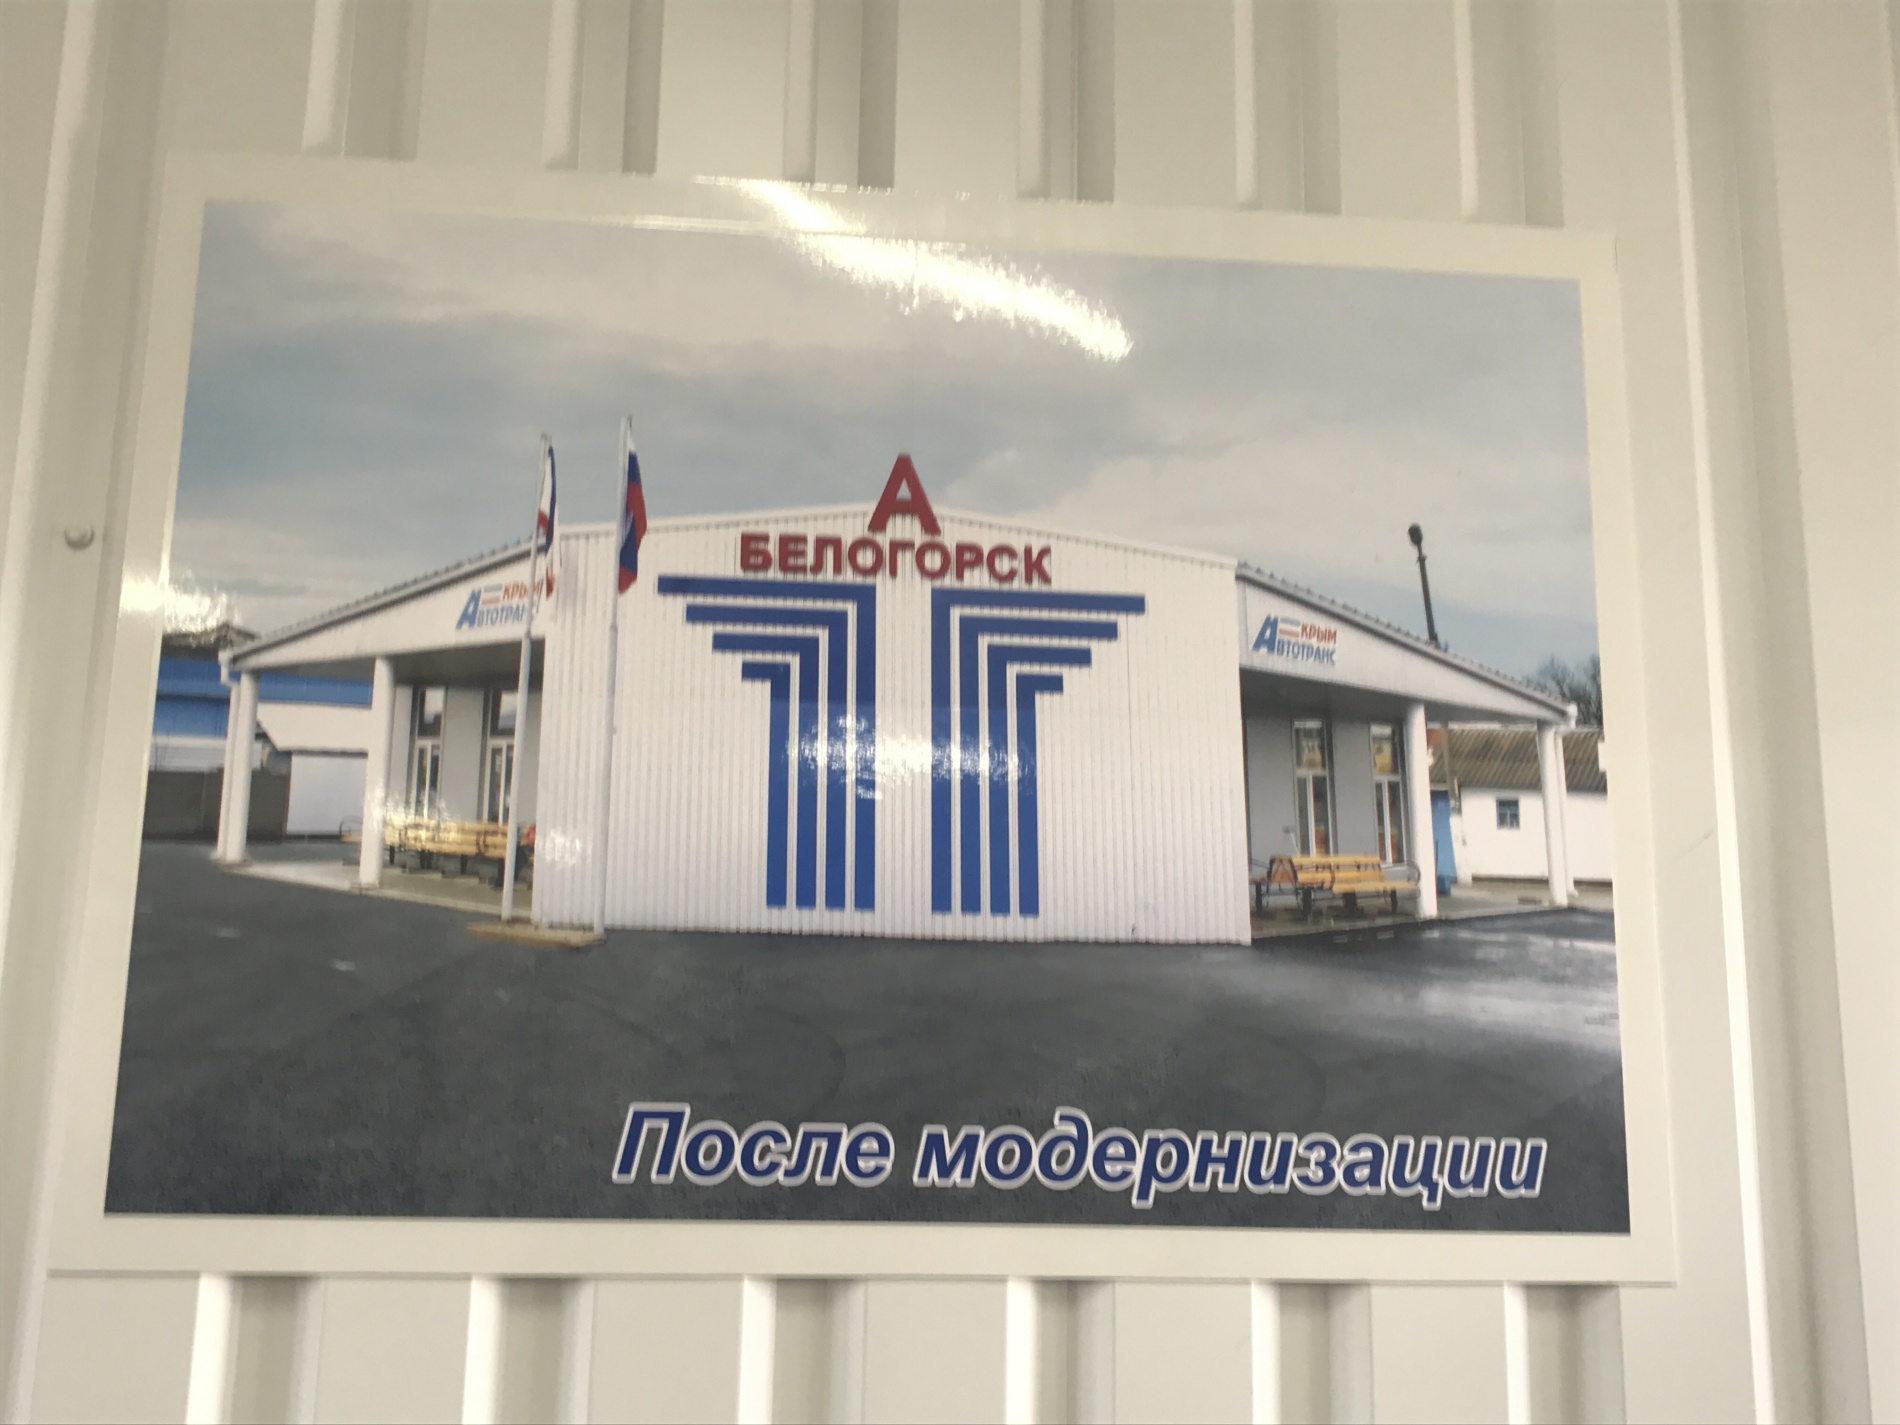 А
БЕЛОГОРСК
КРЫМ
АВТОТРАНС
КРЫМ
АВТОТРАНС
После модернизации